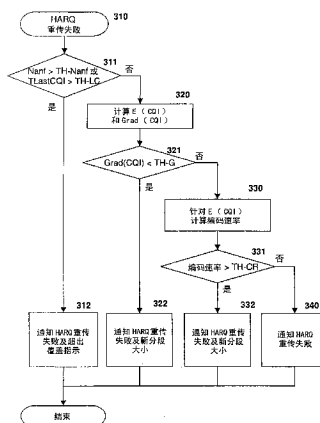 HARQ
重传失败
310
311
Nanf > TH-Nanf 或
TLastCQI > TH-LC
否
是
320
计算 E（CQI）
和 Grad（CQI）
321
Grad(CQI) < TH-G
否
是
330
针对 E（CQI）
计算编码速率
331
编码速率 > TH-CR
否
是
312
322
332
340
通知 HARQ 重传
失败及超出
覆盖指示
通知 HARQ 重传
失败及新分段
大小
通知 HARQ 重传
失败及新分段
大小
通知 HARQ
重传失败
结束